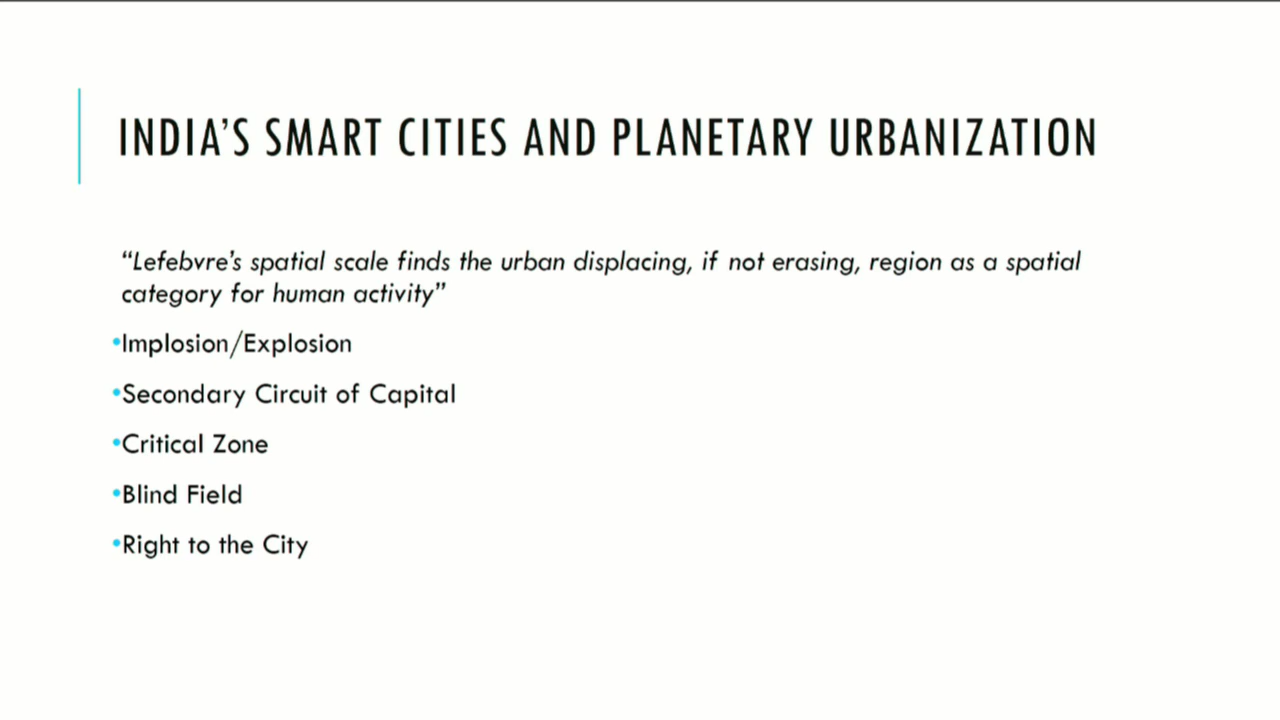 INDIA’S SMART CITIES AND PLANETARY URBANIZATION
“Lefebvre’s spatial scale finds the urban displacing, if not erasing, region as a spatial
category for human activity”
•Implosion/Explosion
•Secondary Circuit of Capital
•Critical Zone
•Blind Field
•Right to the City